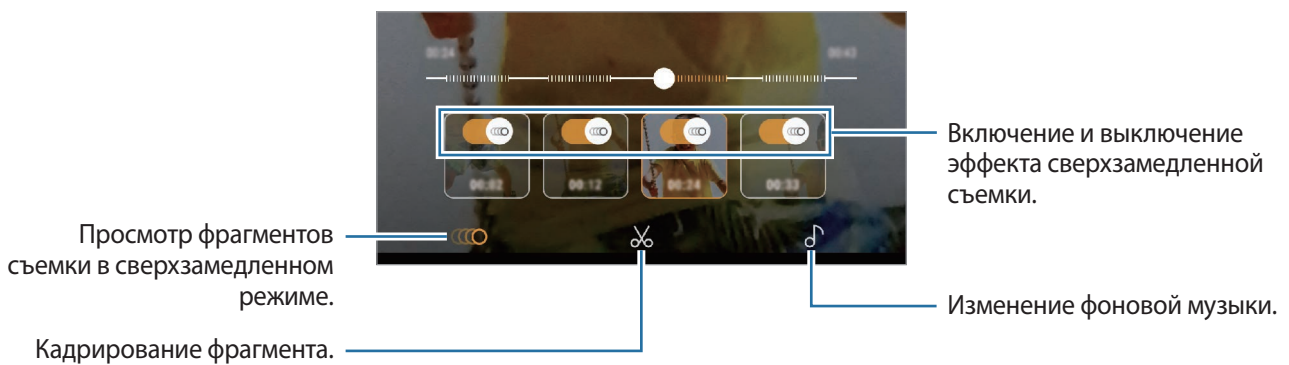 00:24
00:43
00:02
00:12
00:24
00:33
Включение и выключение
эффекта сверхзамедленной
съемки.
Просмотр фрагментов
съемки в сверхзамедленном
режиме.
Изменение фоновой музыки.
Кадрирование фрагмента.